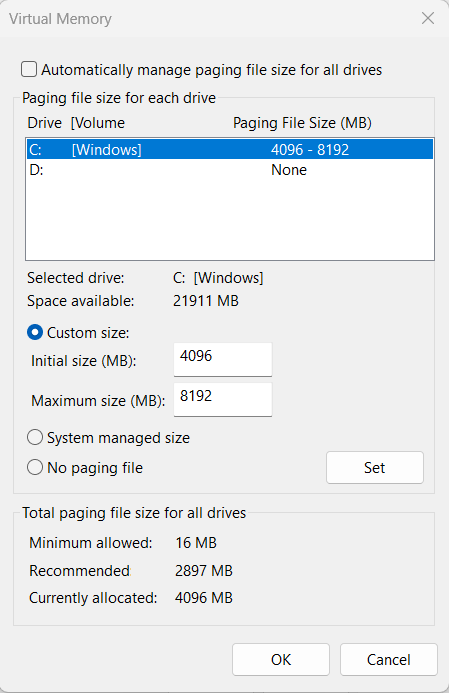 Virtual Memory
Automatically manage paging file size for all drives
Paging file size for each drive
Drive [Volume Paging File Size (MB)
C: [Windows] 4096 - 8192
D: None
Selected drive: C: [Windows]
Space available: 21911 MB
Custom size:
Initial size (MB): 4096
Maximum size (MB): 8192
System managed size
No paging file
Set
Total paging file size for all drives
Minimum allowed: 16 MB
Recommended 2897 MB
Currently allocated: 4096 MB
OK Cancel